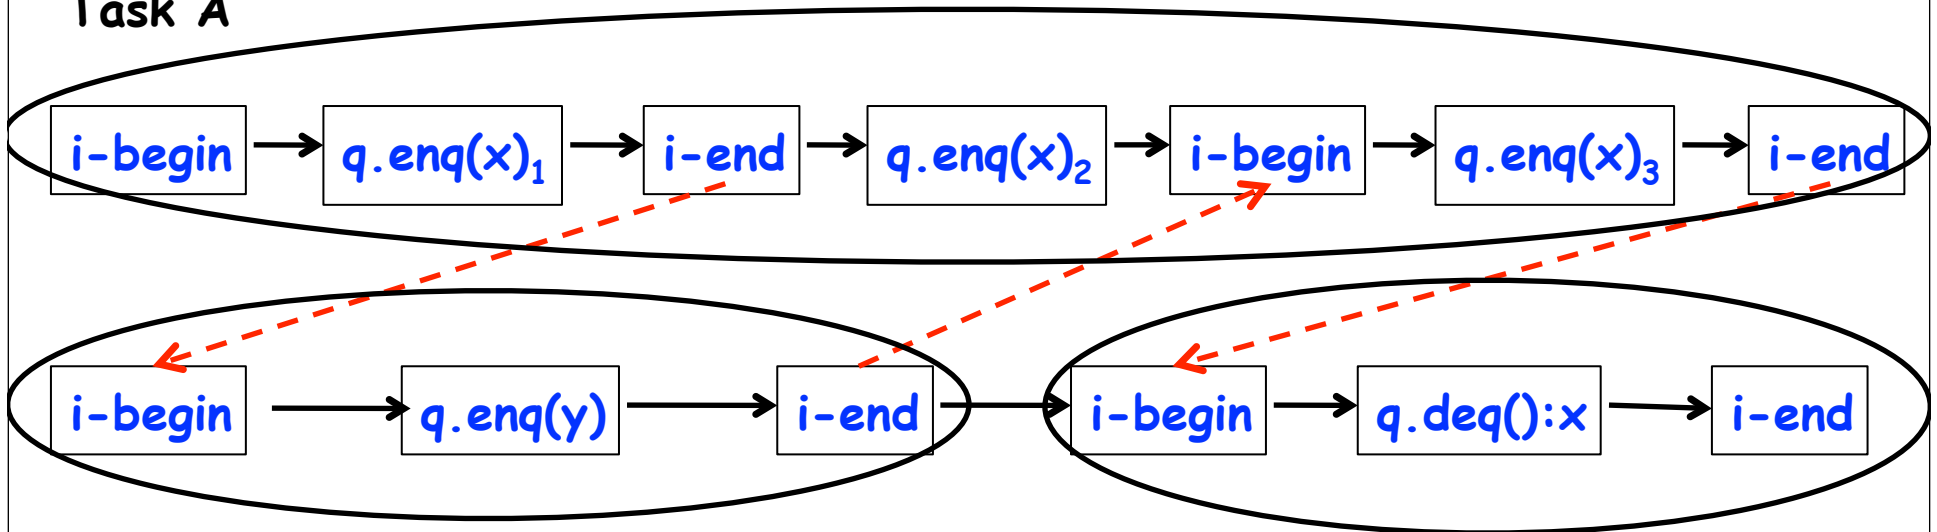 Task A
i-begin q.enq(x)₁ i-end q.enq(x)₂ i-begin q.enq(x)₃ i-end
i-begin q.enq(y) i-end i-begin q.deq():x i-end